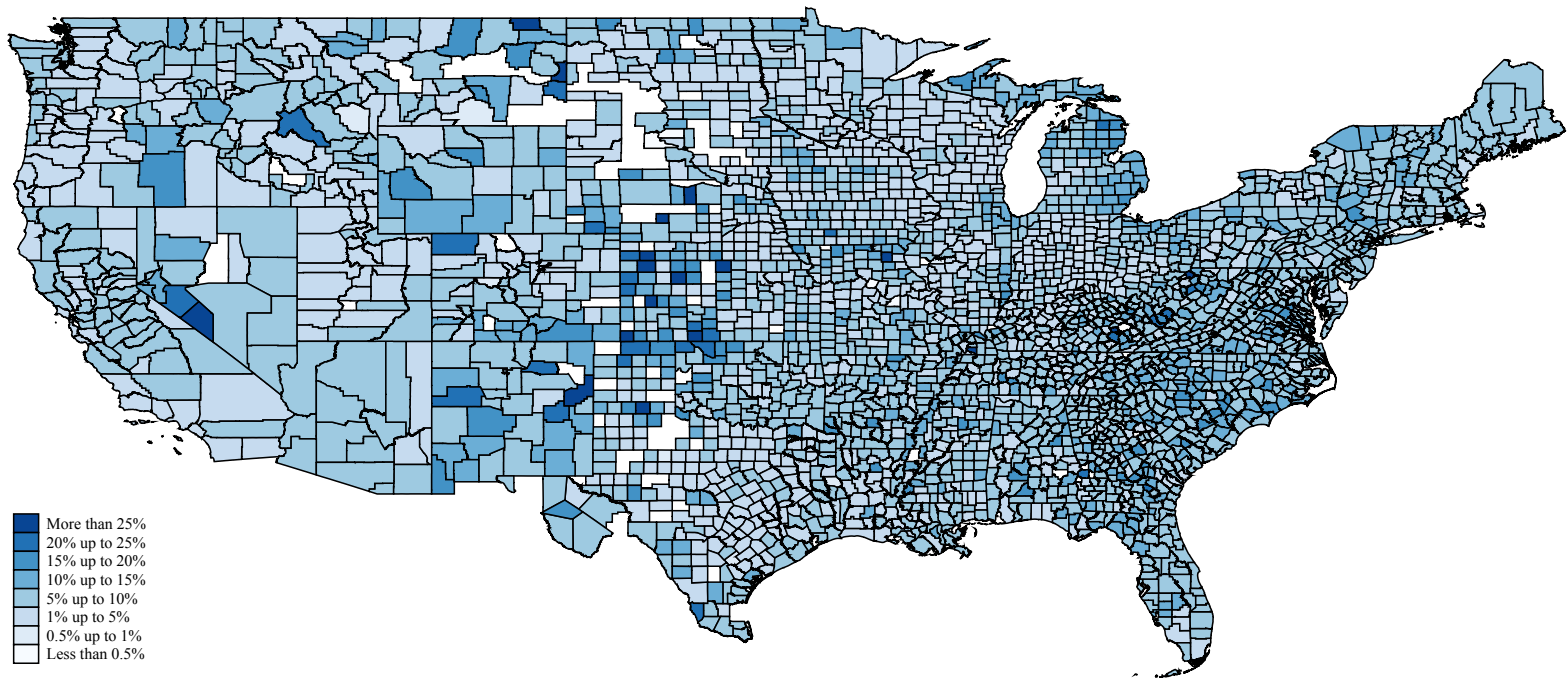 More than 25%
20% up to 25%
15% up to 20%
10% up to 15%
5% up to 10%
1% up to 5%
0.5% up to 1%
Less than 0.5%